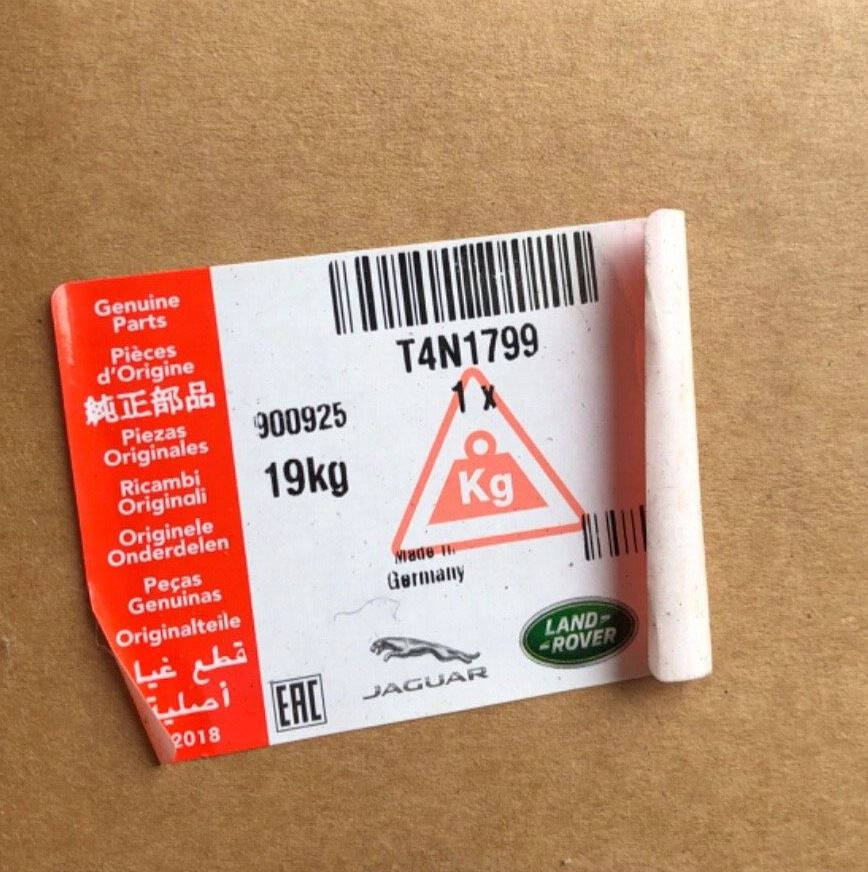 Genuine
Parts
Pièces
d'Origine
純正部品
Piezas
Originales
Ricambi
Originali
Originele
Onderdelen
Peças
Genuinas
Originalteile
قطع غيا
أصلية
2018
T4N1799
1 x
900925
19kg
Kg
Made in
Germany
EAC
JAGUAR
LAND
ROVER